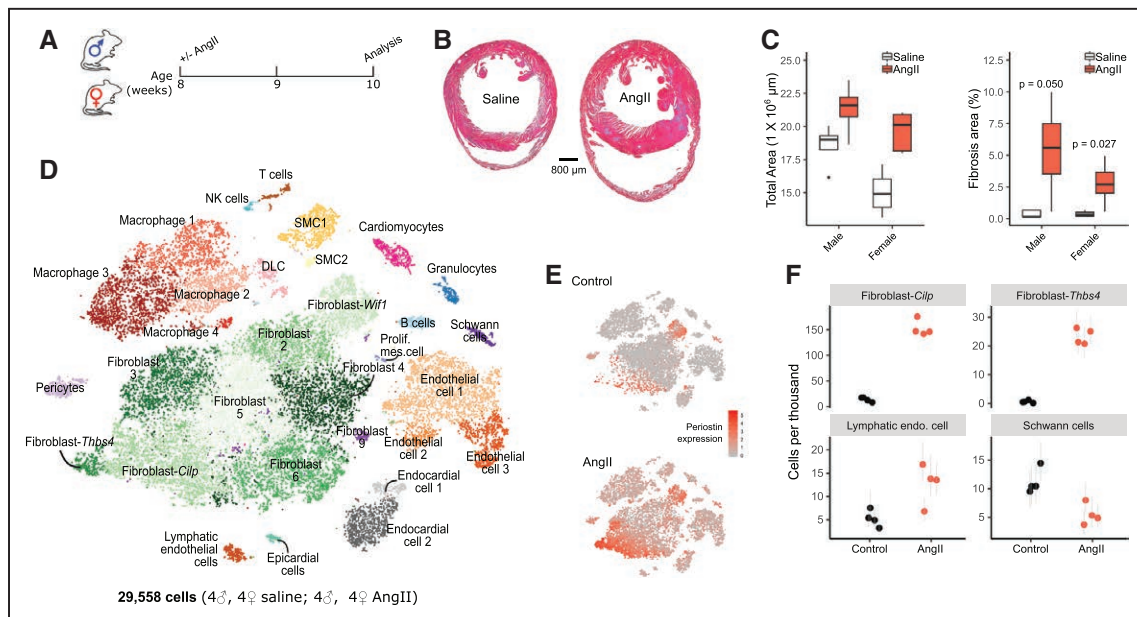 A
+/- AngII
Analysis
Age
(weeks)
8
9
10
B
Saline
AngII
800 µm
C
Saline
AngII
Total Area (1 X 10⁶ µm)
25.0
22.5
20.0
17.5
15.0
Male
Female
Saline
AngII
Fibrosis area (%)
12.5
10.0
7.5
5.0
2.5
0.0
p = 0.050
p = 0.027
Male
Female
D
T cells
NK cells
Macrophage 1
SMC1
Cardiomyocytes
SMC2
Macrophage 3
DLC
Granulocytes
Macrophage 2
Fibroblast-Wif1
Macrophage 4
Fibroblast
2
B cells
Schwann
cells
Prolif.
mes.cell
Fibroblast
3
Fibroblast 4
Endothelial
cell 1
Pericytes
Fibroblast
5
Fibroblast-Thbs4
Fibroblast
9
Endothelial
cell 2
Endothelial
cell 3
Fibroblast-Cilp
Fibroblast
6
Endocardial
cell 1
Endocardial
cell 2
Lymphatic
endothelial
cells
Epicardial
cells
29,558 cells (4♂, 4♀ saline; 4♂, 4♀ AngII)
E
Control
Periostin
expression
AngII
F
Cells per thousand
Fibroblast-Cilp
150
100
50
0
Fibroblast-Thbs4
30
20
10
0
Lymphatic endo. cell
20
15
10
5
Control
AngII
Schwann cells
15
10
5
Control
AngII